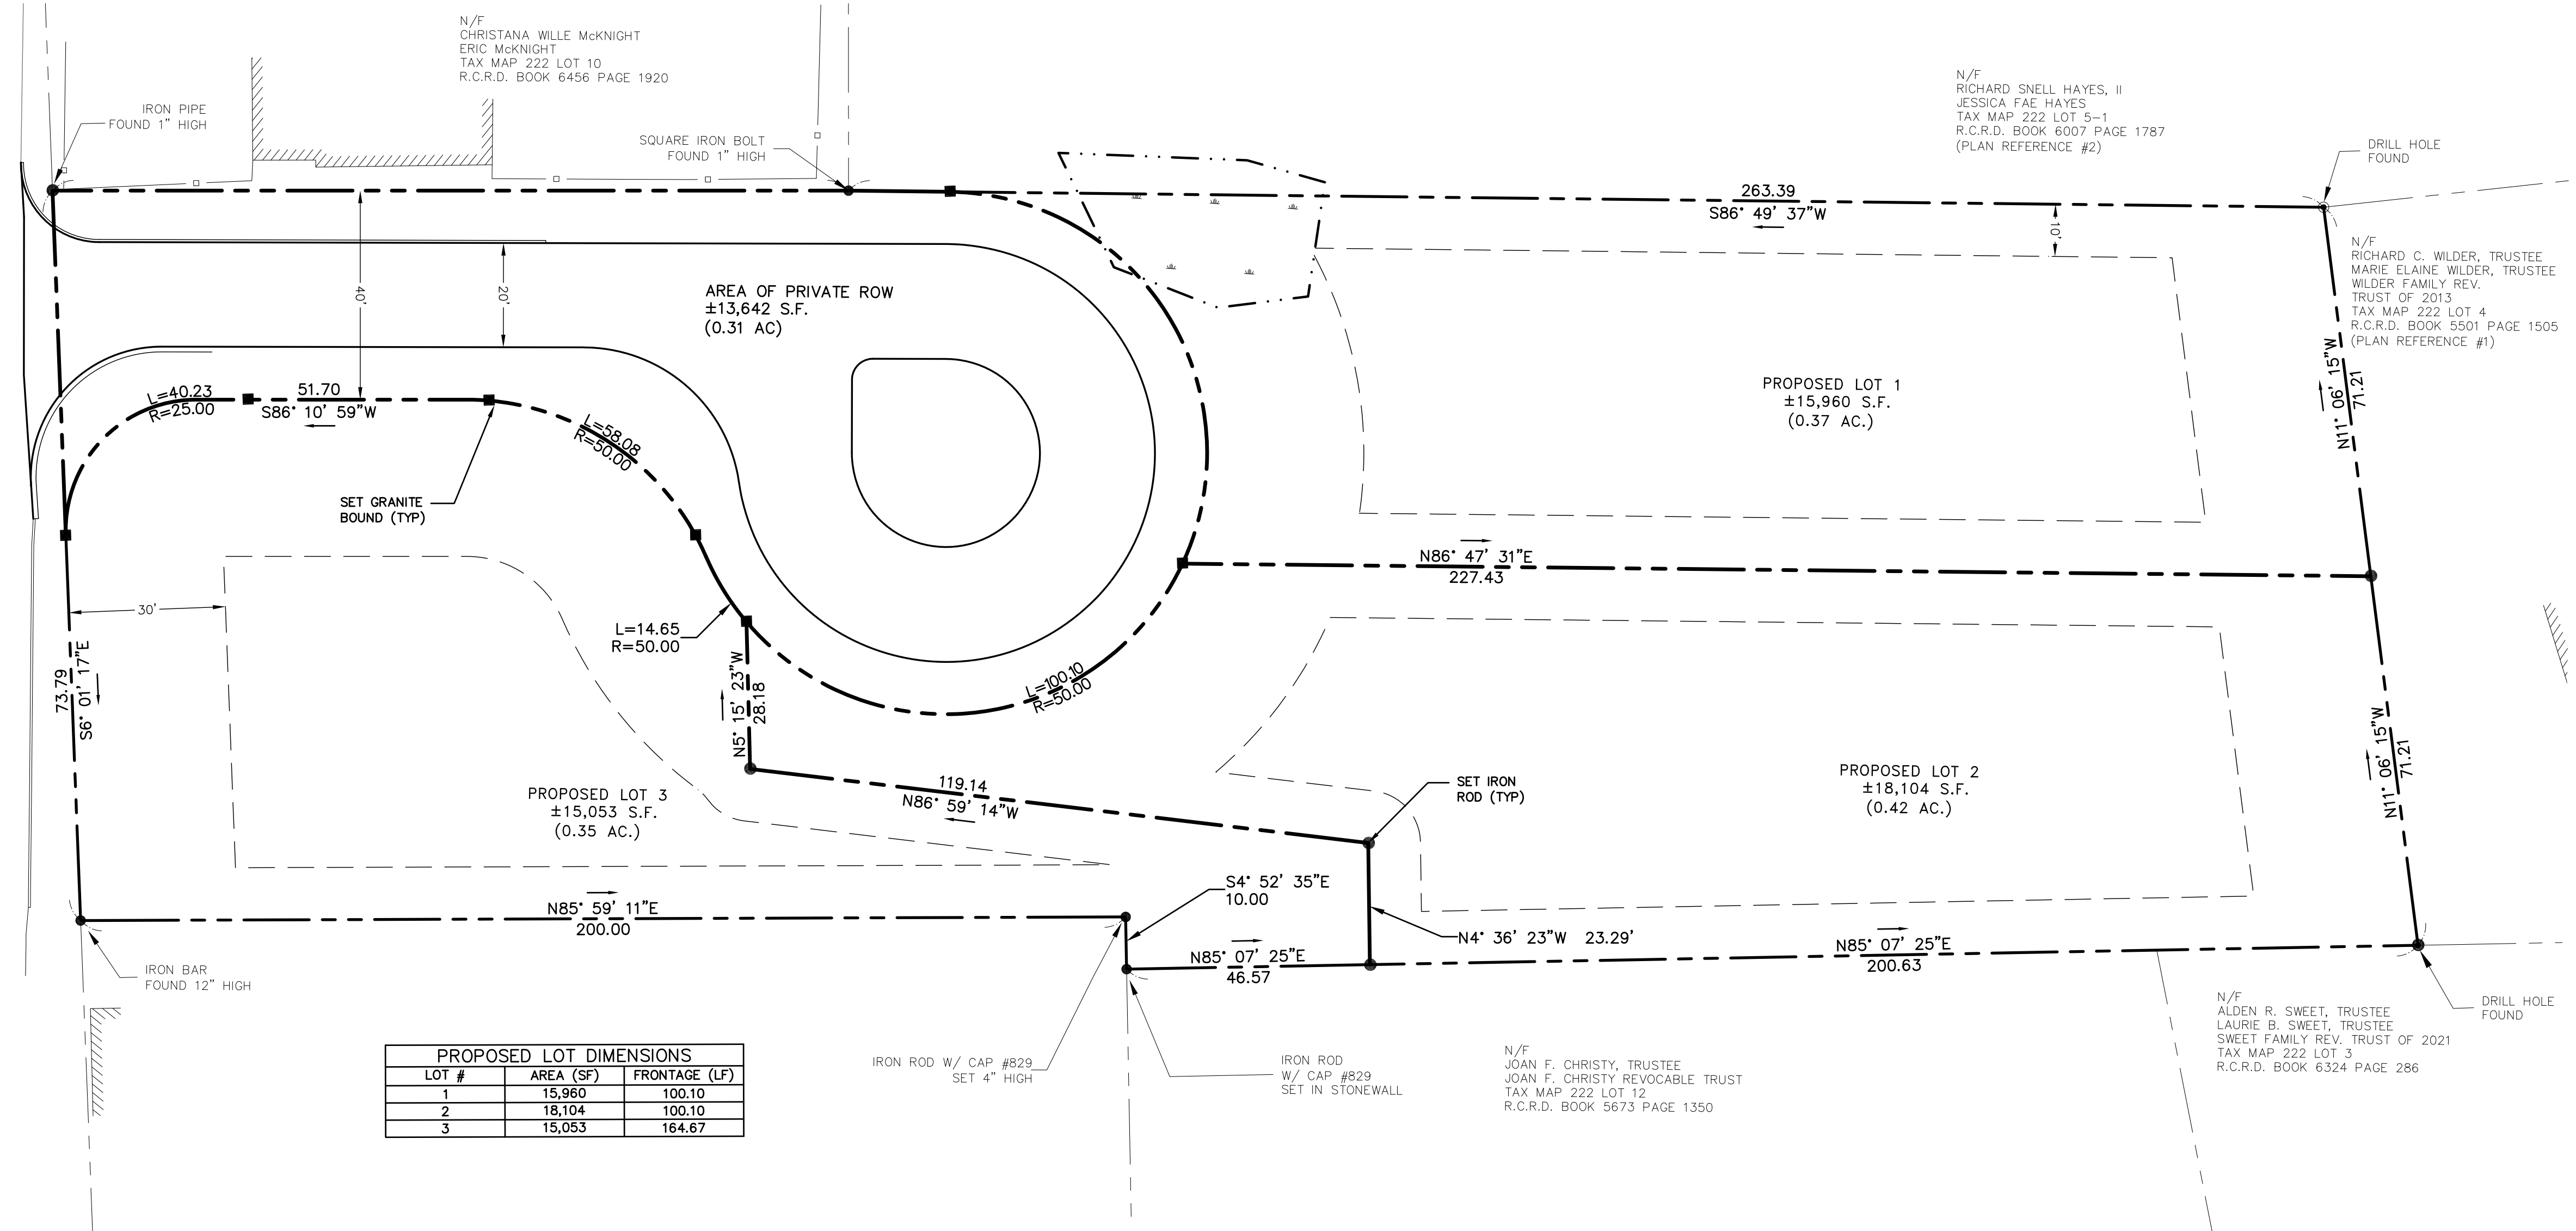 N/F
CHRISTANA WILLE McKNIGHT
ERIC McKNIGHT
TAX MAP 222 LOT 10
R.C.R.D. BOOK 6456 PAGE 1920
IRON PIPE
FOUND 1" HIGH
SQUARE IRON BOLT
FOUND 1" HIGH
N/F
RICHARD SNELL HAYES, II
JESSICA FAE HAYES
TAX MAP 222 LOT 5-1
R.C.R.D. BOOK 6007 PAGE 1787
(PLAN REFERENCE #2)
DRILL HOLE
FOUND
263.39
S86° 49' 37"W
10'
N/F
RICHARD C. WILDER, TRUSTEE
MARIE ELAINE WILDER, TRUSTEE
WILDER FAMILY REV.
TRUST OF 2013
TAX MAP 222 LOT 4
R.C.R.D. BOOK 5501 PAGE 1505
(PLAN REFERENCE #1)
40'
20'
AREA OF PRIVATE ROW
±13,642 S.F.
(0.31 AC)
L=40.23
R=25.00
51.70
S86° 10' 59"W
L=58.08
R=50.00
PROPOSED LOT 1
±15,960 S.F.
(0.37 AC.)
N11° 06' 15"W
71.21
SET GRANITE
BOUND (TYP)
N86° 47' 31"E
227.43
30'
L=14.65
R=50.00
73.79
S6° 01' 17"E
N5° 15' 23"W
28.18
L=100.10
R=50.00
119.14
N86° 59' 14"W
SET IRON
ROD (TYP)
PROPOSED LOT 2
±18,104 S.F.
(0.42 AC.)
N11° 06' 15"W
71.21
PROPOSED LOT 3
±15,053 S.F.
(0.35 AC.)
S4° 52' 35"E
10.00
N85° 59' 11"E
200.00
N85° 07' 25"E
46.57
N4° 36' 23"W 23.29'
N85° 07' 25"E
200.63
IRON BAR
FOUND 12" HIGH
IRON ROD W/ CAP #829
SET 4" HIGH
IRON ROD
W/ CAP #829
SET IN STONEWALL
N/F
JOAN F. CHRISTY, TRUSTEE
JOAN F. CHRISTY REVOCABLE TRUST
TAX MAP 222 LOT 12
R.C.R.D. BOOK 5673 PAGE 1350
N/F
ALDEN R. SWEET, TRUSTEE
LAURIE B. SWEET, TRUSTEE
SWEET FAMILY REV. TRUST OF 2021
TAX MAP 222 LOT 3
R.C.R.D. BOOK 6324 PAGE 286
DRILL HOLE
FOUND
PROPOSED LOT DIMENSIONS
LOT # AREA (SF) FRONTAGE (LF)
1 15,960 100.10
2 18,104 100.10
3 15,053 164.67